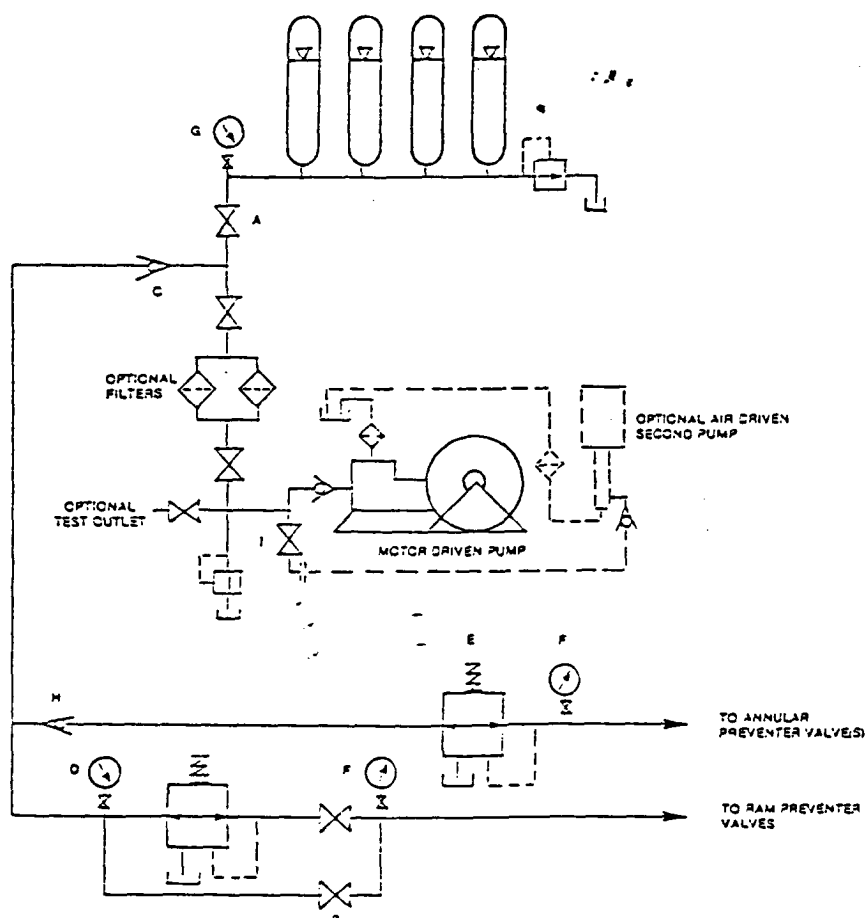 G
A
C
OPTIONAL
FILTERS
OPTIONAL AIR DRIVEN
SECOND PUMP
OPTIONAL
TEST OUTLET
I
MOTOR DRIVEN PUMP
E
F
H
TO ANNULAR
PREVENTER VALVE(S)
D
F
TO RAM PREVENTER
VALVES